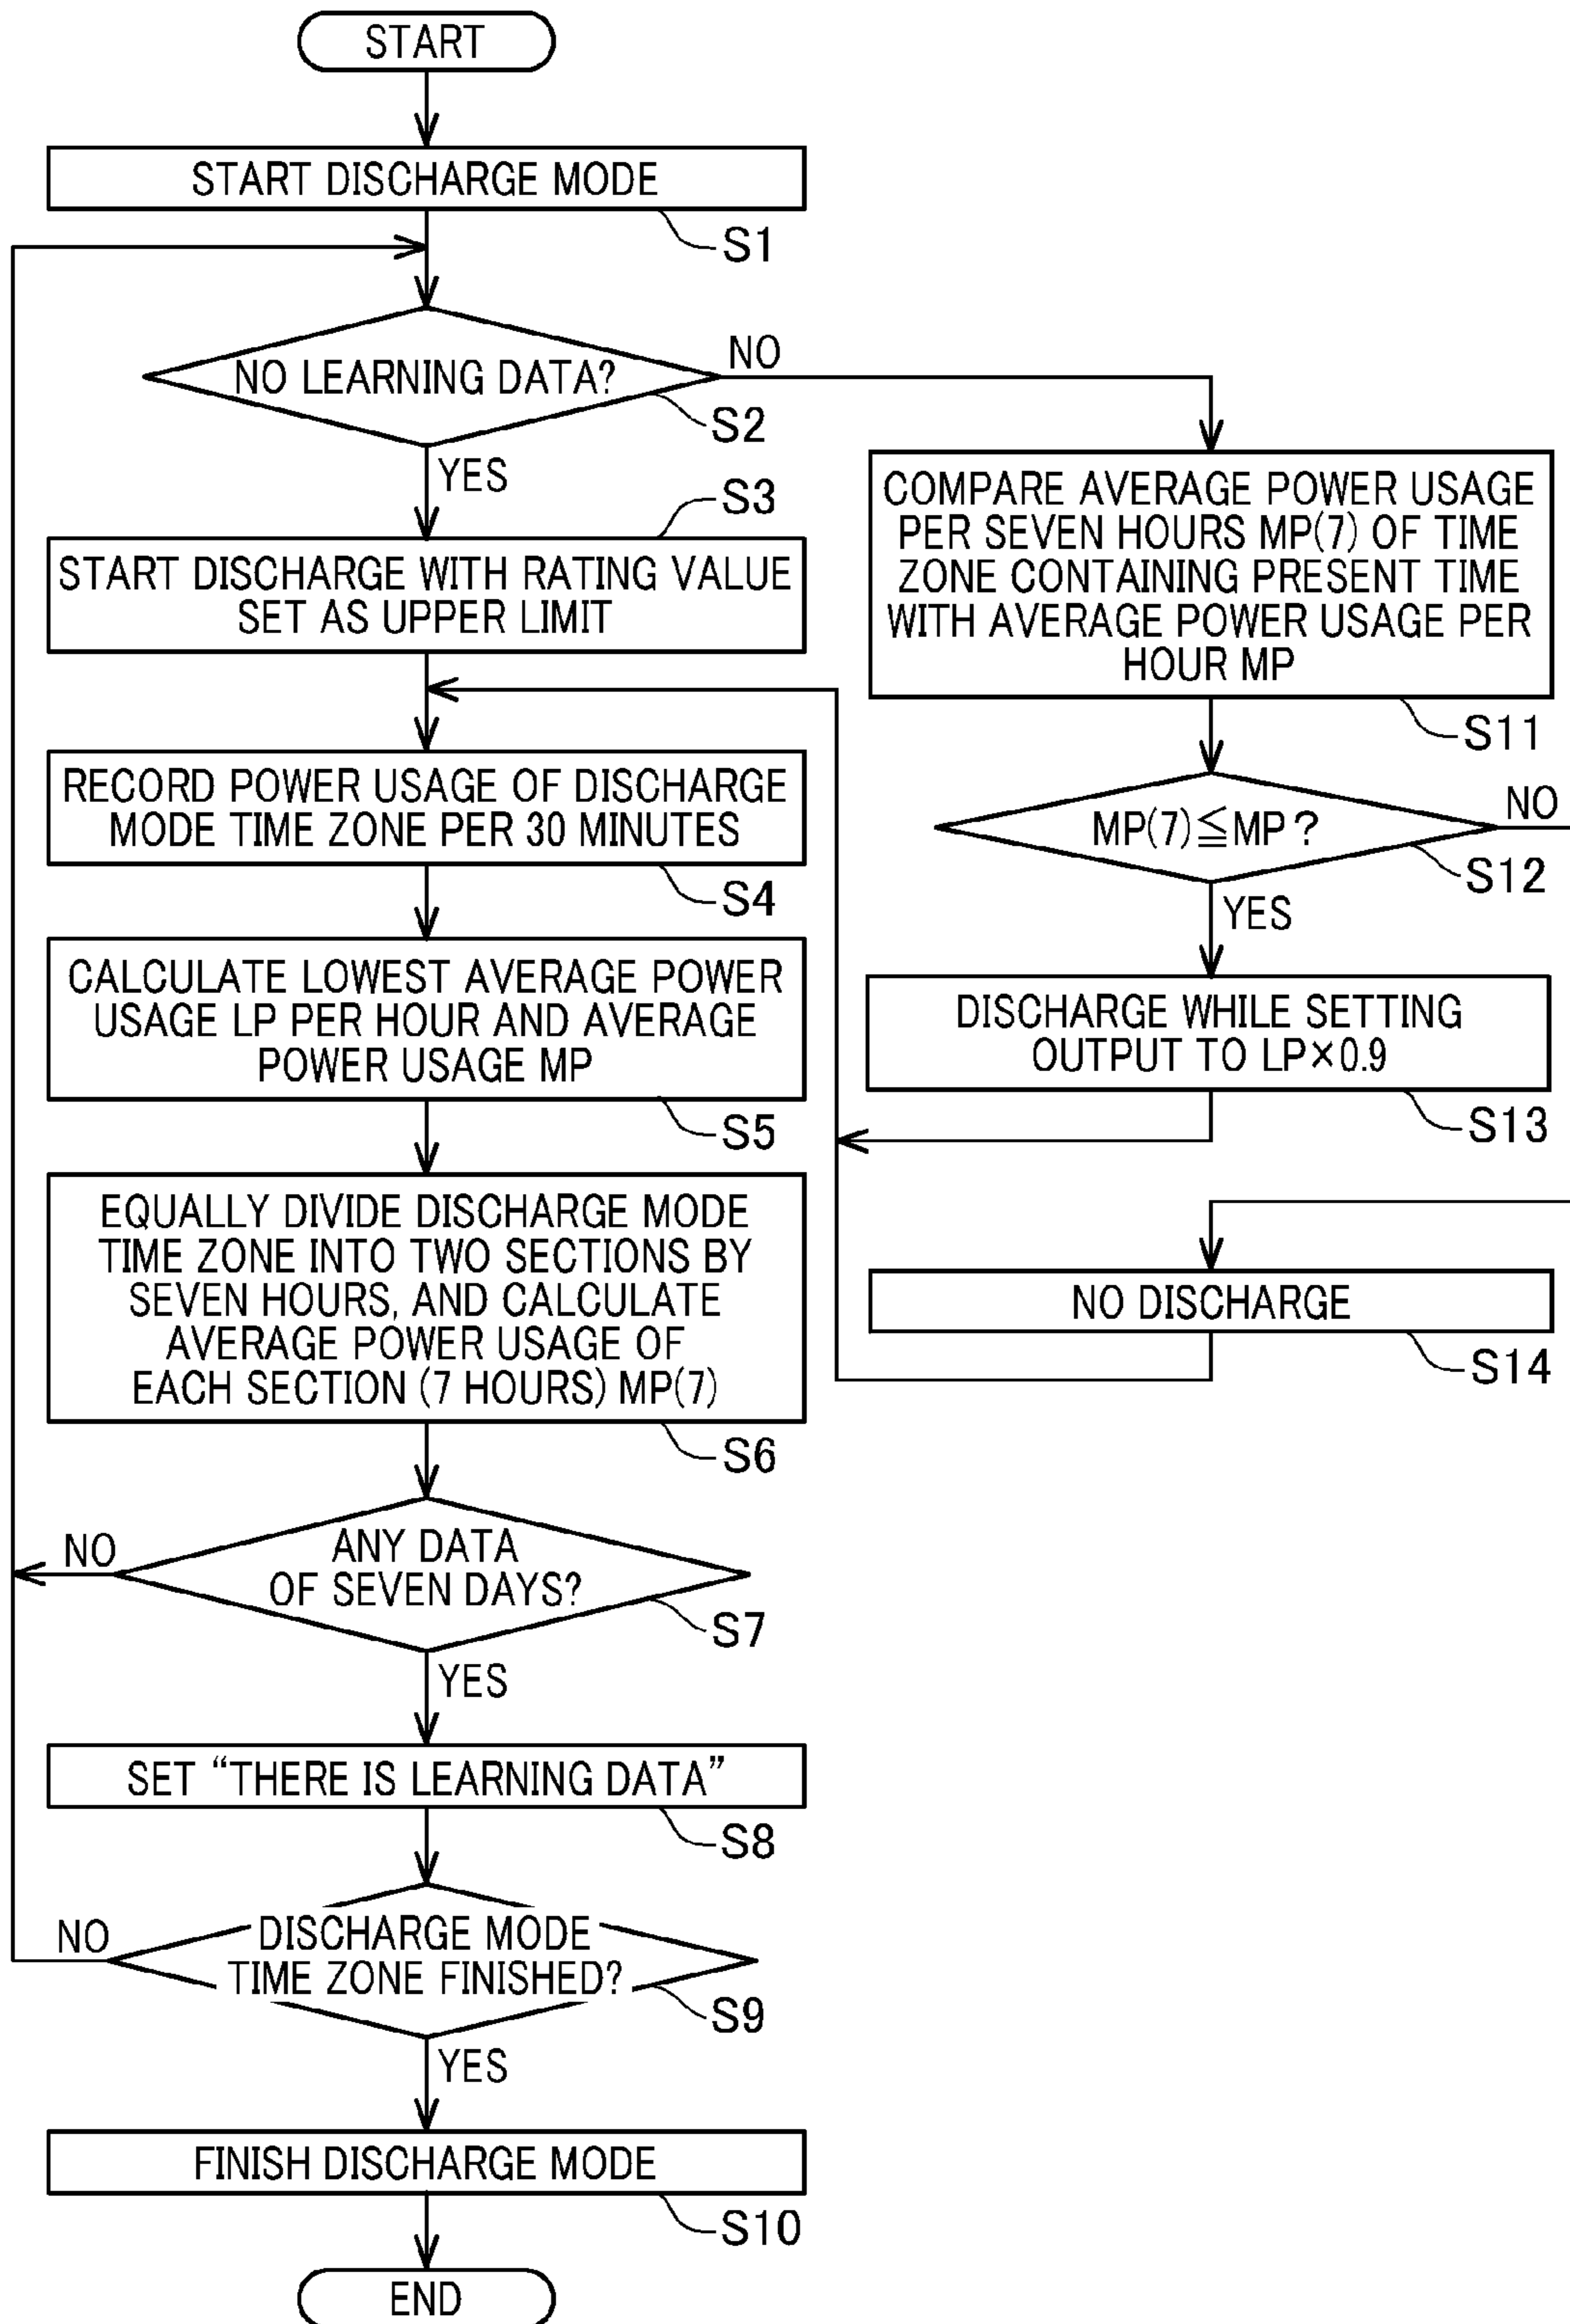 START
START DISCHARGE MODE
S1
NO LEARNING DATA?
S2
NO
YES
S3
START DISCHARGE WITH RATING VALUE
SET AS UPPER LIMIT
RECORD POWER USAGE OF DISCHARGE
MODE TIME ZONE PER 30 MINUTES
S4
CALCULATE LOWEST AVERAGE POWER
USAGE LP PER HOUR AND AVERAGE
POWER USAGE MP
S5
EQUALLY DIVIDE DISCHARGE MODE
TIME ZONE INTO TWO SECTIONS BY
SEVEN HOURS, AND CALCULATE
AVERAGE POWER USAGE OF
EACH SECTION (7 HOURS) MP(7)
S6
NO
ANY DATA
OF SEVEN DAYS?
S7
YES
SET “THERE IS LEARNING DATA”
S8
NO
DISCHARGE MODE
TIME ZONE FINISHED?
S9
YES
FINISH DISCHARGE MODE
S10
END
COMPARE AVERAGE POWER USAGE
PER SEVEN HOURS MP(7) OF TIME
ZONE CONTAINING PRESENT TIME
WITH AVERAGE POWER USAGE PER
HOUR MP
S11
MP(7)≦MP?
NO
S12
YES
DISCHARGE WHILE SETTING
OUTPUT TO LP×0.9
S13
NO DISCHARGE
S14